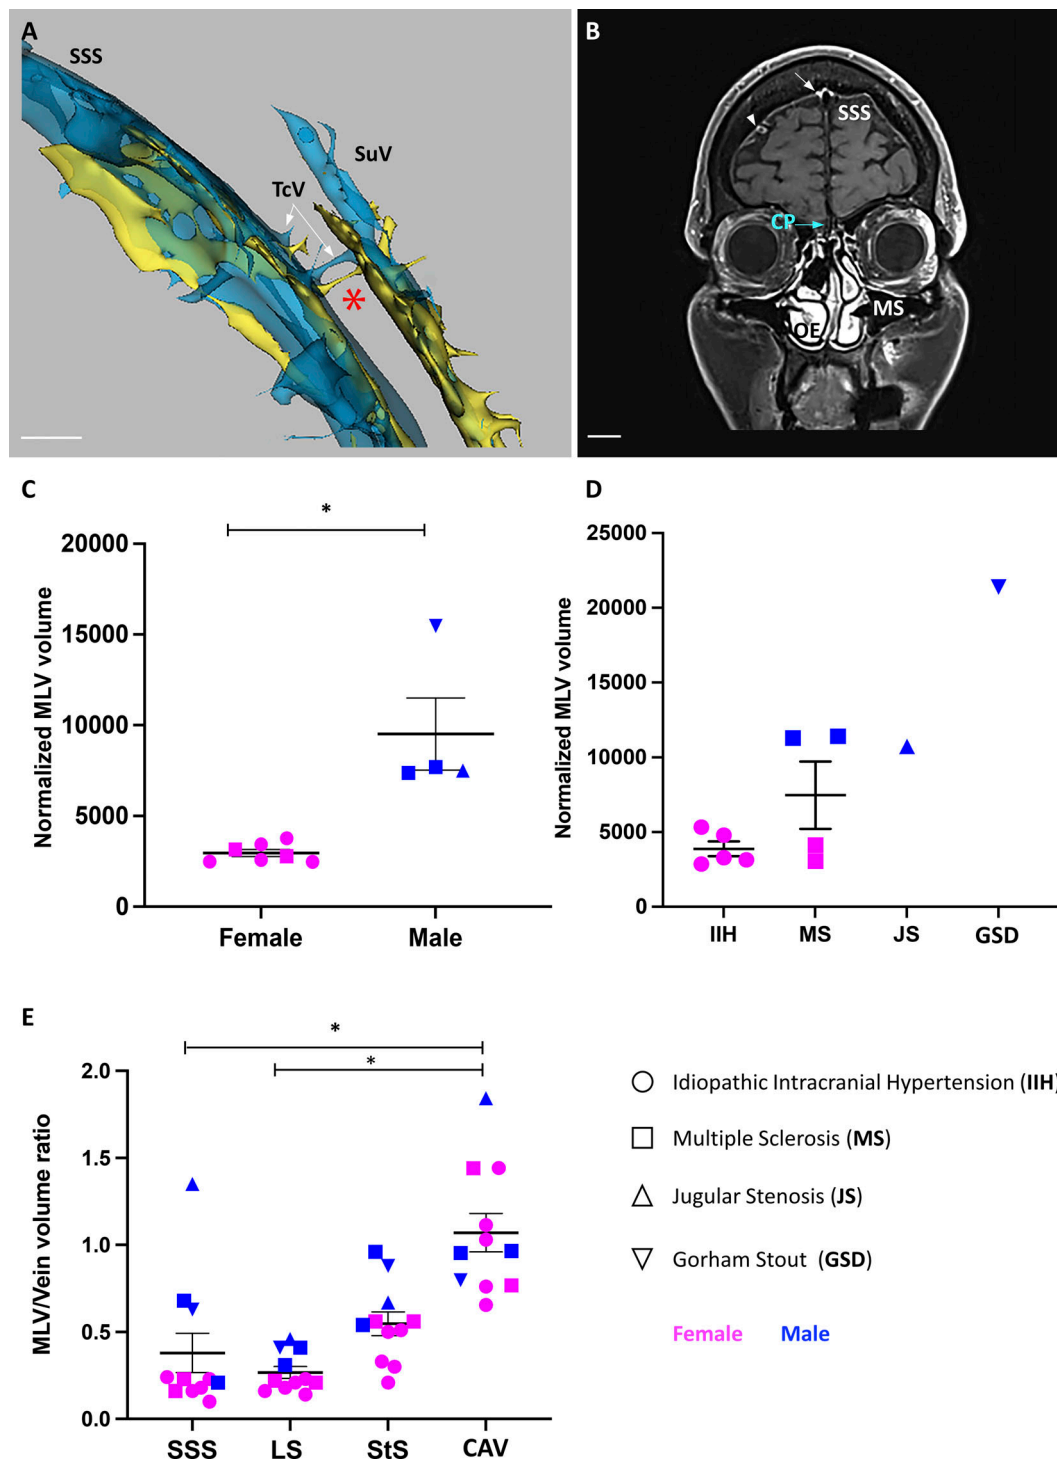 A
SSS
SuV
TcV
*
B
SSS
CP
MS
OE
C
*
20000
15000
10000
5000
0
Normalized MLV volume
Female
Male
D
25000
20000
15000
10000
5000
0
Normalized MLV volume
IIH
MS
JS
GSD
E
*
*
2.0
1.5
1.0
0.5
0.0
MLV/Vein volume ratio
SSS
LS
StS
CAV
Idiopathic Intracranial Hypertension (IIH)
Multiple Sclerosis (MS)
Jugular Stenosis (JS)
Gorham Stout (GSD)
Female Male